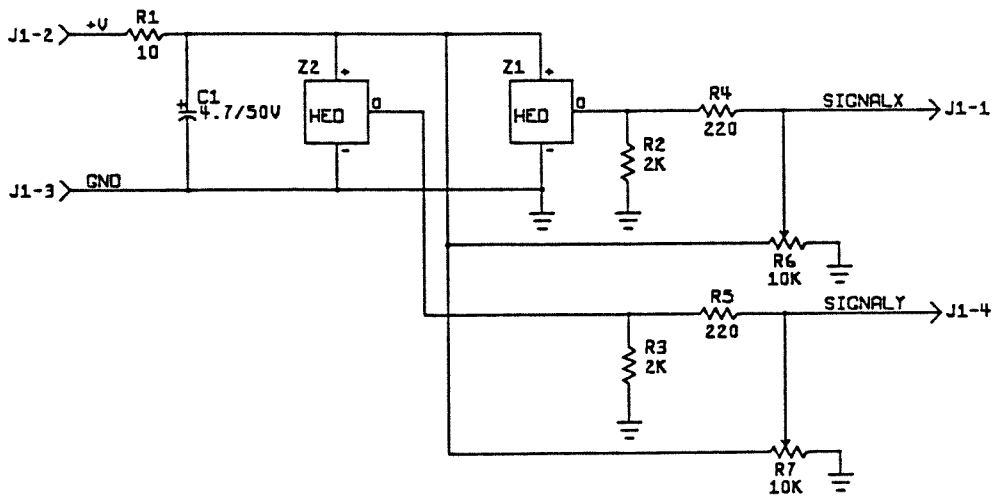 J1-2
+V
R1
10
C1
+
4.7/50V
Z2
+
HED
O
-
Z1
+
HED
O
-
R4
220
SIGNALX
J1-1
R2
2K
J1-3
GND
R6
10K
R5
220
SIGNALY
J1-4
R3
2K
R7
10K